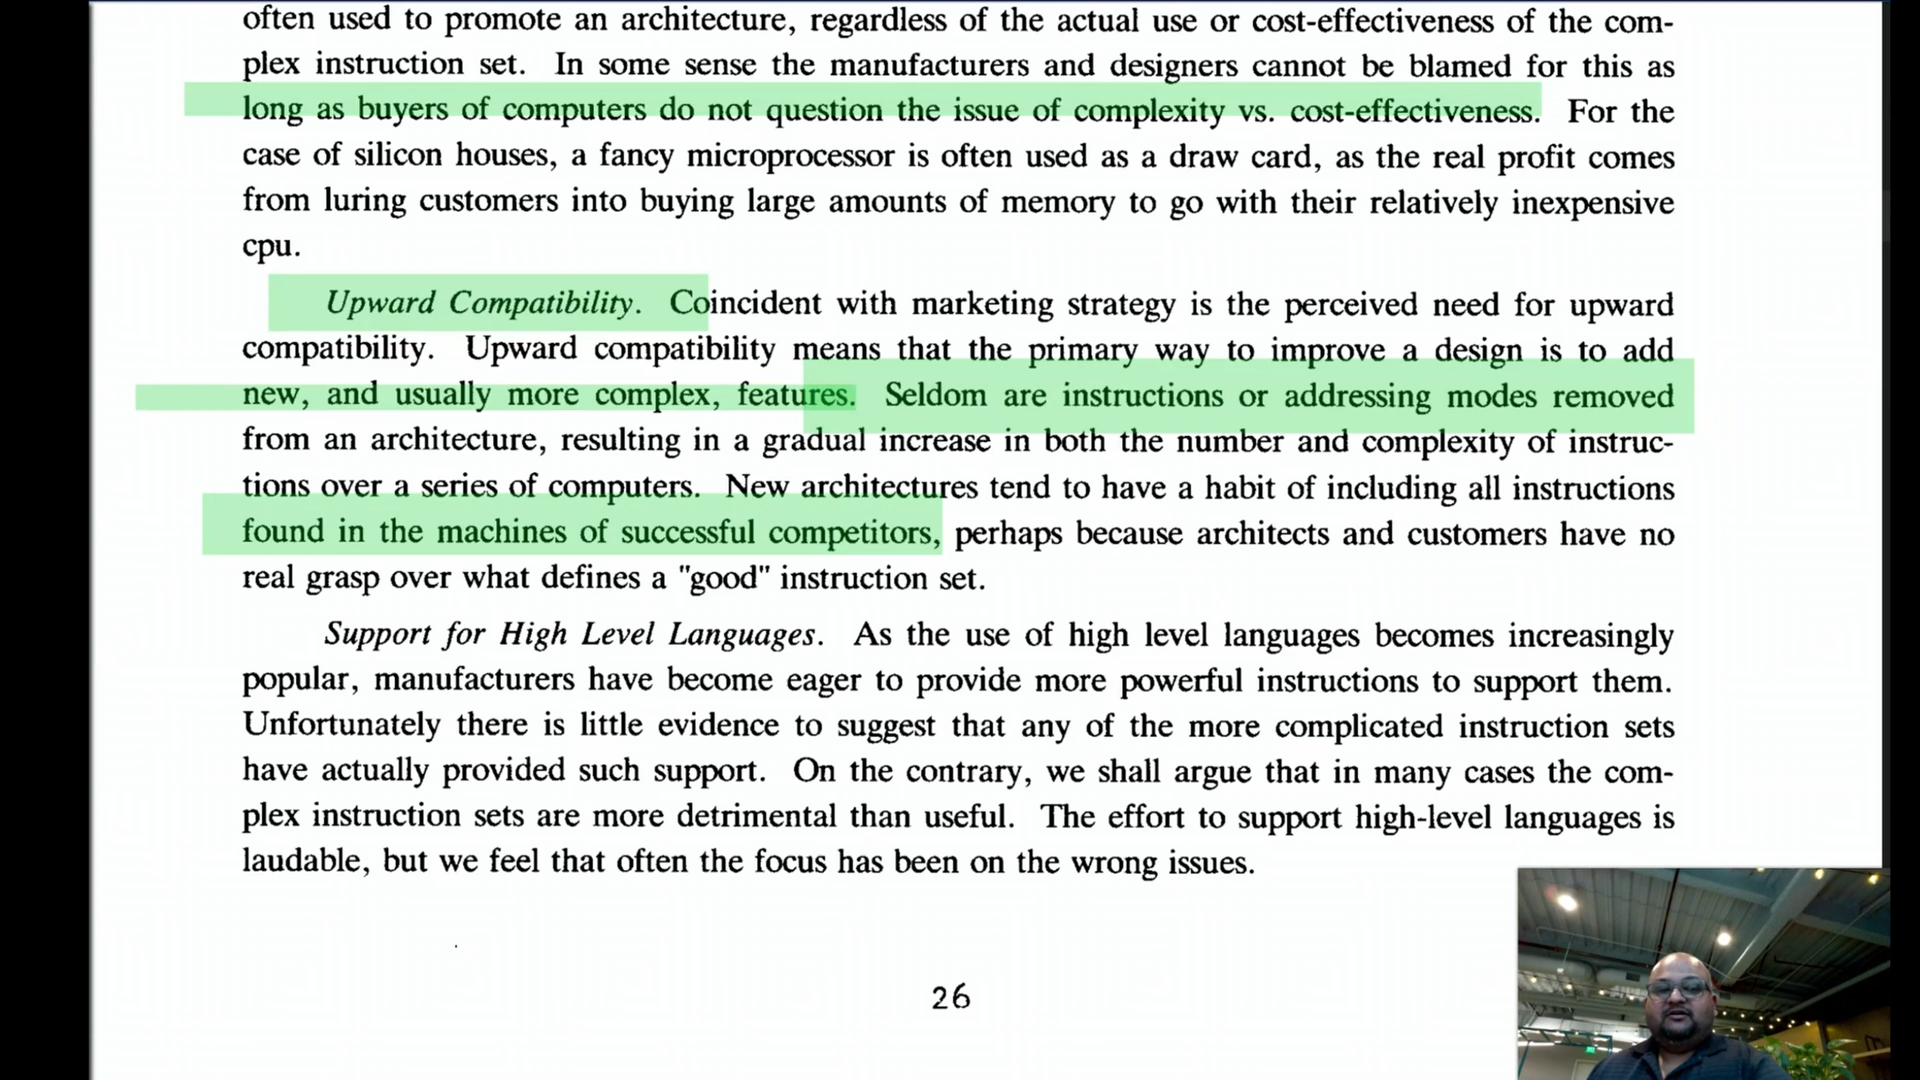 often used to promote an architecture, regardless of the actual use or cost-effectiveness of the com-
plex instruction set. In some sense the manufacturers and designers cannot be blamed for this as
long as buyers of computers do not question the issue of complexity vs. cost-effectiveness. For the
case of silicon houses, a fancy microprocessor is often used as a draw card, as the real profit comes
from luring customers into buying large amounts of memory to go with their relatively inexpensive
cpu.
Upward Compatibility. Coincident with marketing strategy is the perceived need for upward
compatibility. Upward compatibility means that the primary way to improve a design is to add
new, and usually more complex, features. Seldom are instructions or addressing modes removed
from an architecture, resulting in a gradual increase in both the number and complexity of instruc-
tions over a series of computers. New architectures tend to have a habit of including all instructions
found in the machines of successful competitors, perhaps because architects and customers have no
real grasp over what defines a "good" instruction set.
Support for High Level Languages. As the use of high level languages becomes increasingly
popular, manufacturers have become eager to provide more powerful instructions to support them.
Unfortunately there is little evidence to suggest that any of the more complicated instruction sets
have actually provided such support. On the contrary, we shall argue that in many cases the com-
plex instruction sets are more detrimental than useful. The effort to support high-level languages is
laudable, but we feel that often the focus has been on the wrong issues.
26